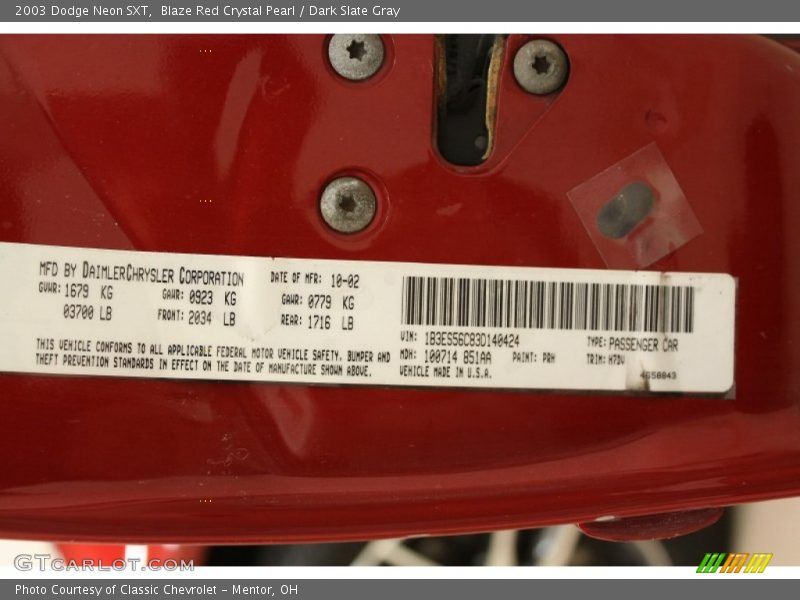 2003 Dodge Neon SXT, Blaze Red Crystal Pearl / Dark Slate Gray
MFD BY DAIMLERCHRYSLER CORPORATION
DATE OF MFR: 10-02
GVWR: 1679 KG
GAWR: 0923 KG
GAWR: 0779 KG
03700 LB
FRONT: 2034 LB
REAR: 1716 LB
THIS VEHICLE CONFORMS TO ALL APPLICABLE FEDERAL MOTOR VEHICLE SAFETY, BUMPER AND
THEFT PREVENTION STANDARDS IN EFFECT ON THE DATE OF MANUFACTURE SHOWN ABOVE.
VIN: 1B3ES56C83D140424
TYPE: PASSENGER CAR
MDH: 100714 851AA
PAINT: PRH
TRIM: H7DV
VEHICLE MADE IN U.S.A.
4658843
GTCARLOT.COM
Photo Courtesy of Classic Chevrolet - Mentor, OH